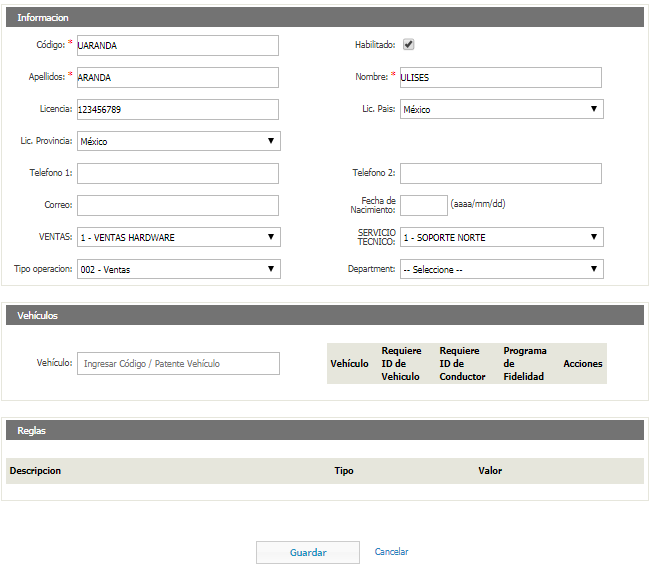 Informacion
Código: * UARANDA Habilitado:
Apellidos: * ARANDA Nombre: * ULISES
Licencia: 123456789 Lic. Pais: México
Lic. Provincia: México
Telefono 1: Telefono 2:
Correo: Fecha de Nacimiento: (aaaa/mm/dd)
VENTAS: 1 - VENTAS HARDWARE SERVICIO TECNICO: 1 - SOPORTE NORTE
Tipo operacion: 002 - Ventas Department: -- Seleccione --
Vehículos
Vehículo: Ingresar Código / Patente Vehículo
Vehículo Requiere ID de Vehiculo Requiere ID de Conductor Programa de Fidelidad Acciones
Reglas
Descripcion Tipo Valor
Guardar Cancelar